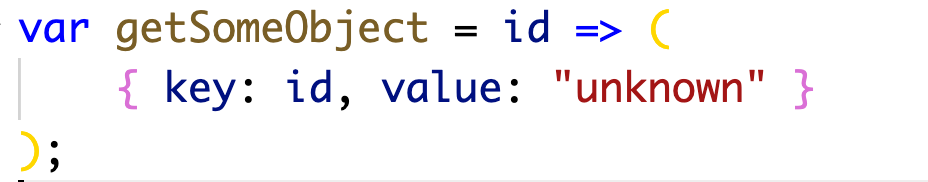 var getSomeObject = id => (
    { key: id, value: "unknown" }
);